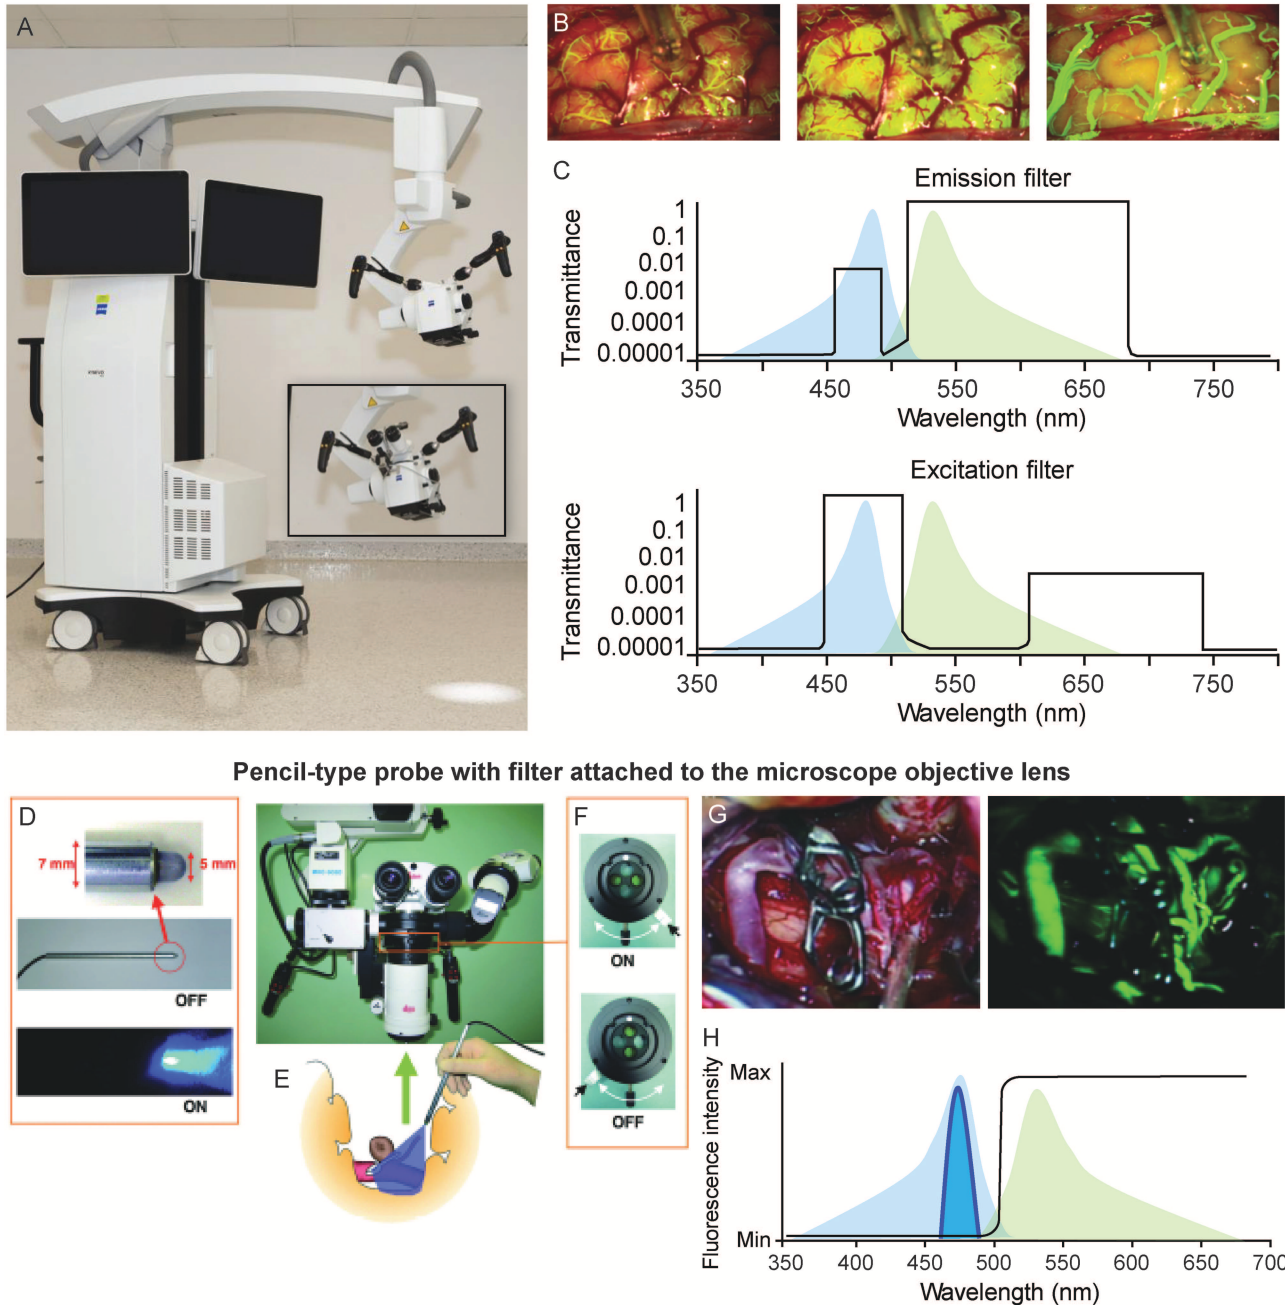 A
B
C
Emission filter
Transmittance
1
0.1
0.01
0.001
0.0001
0.00001
350
450
550
650
750
Wavelength (nm)
Excitation filter
Transmittance
1
0.1
0.01
0.001
0.0001
0.00001
350
450
550
650
750
Wavelength (nm)
Pencil-type probe with filter attached to the microscope objective lens
D
7 mm
5 mm
OFF
ON
E
F
ON
OFF
G
H
Fluorescence intensity
Max
Min
350
400
450
500
550
600
650
700
Wavelength (nm)